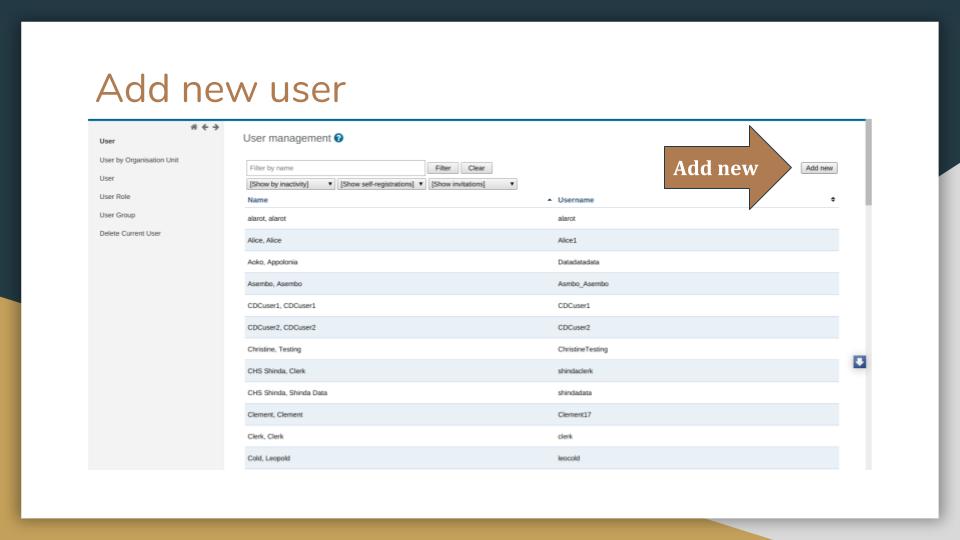 Add new user
User
User by Organisation Unit
User
User Role
User Group
Delete Current User
User management
Filter by name
Filter
Clear
[Show by inactivity]
[Show self-registrations]
[Show invitations]
Add new
Add new
Name Username
alarot, alarot alarot
Alice, Alice Alice1
Aoko, Appolonia Datadatadata
Asembo, Asembo Asmbo_Asembo
CDCuser1, CDCuser1 CDCuser1
CDCuser2, CDCuser2 CDCuser2
Christine, Testing ChristineTesting
CHS Shinda, Clerk shindaclerk
CHS Shinda, Shinda Data shindadata
Clement, Clement Clement17
Clerk, Clerk clerk
Cold, Leopold leocold